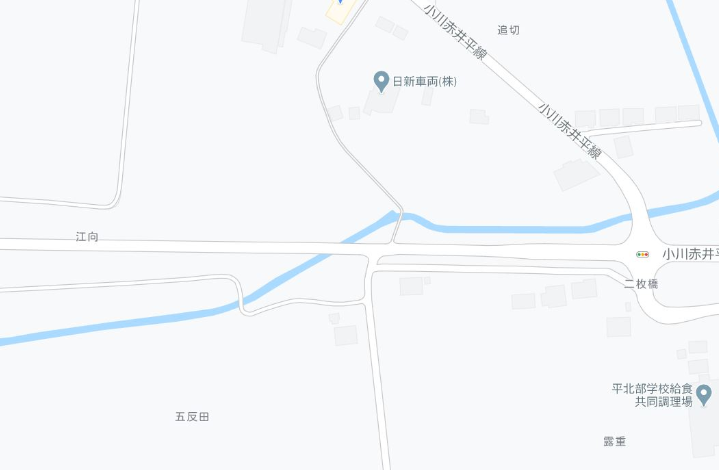 小川赤井平線
追切
日新車両(株)
小川赤井平線
江向
小川赤井平
二枚橋
平北部学校給食
共同調理場
五反田
露重